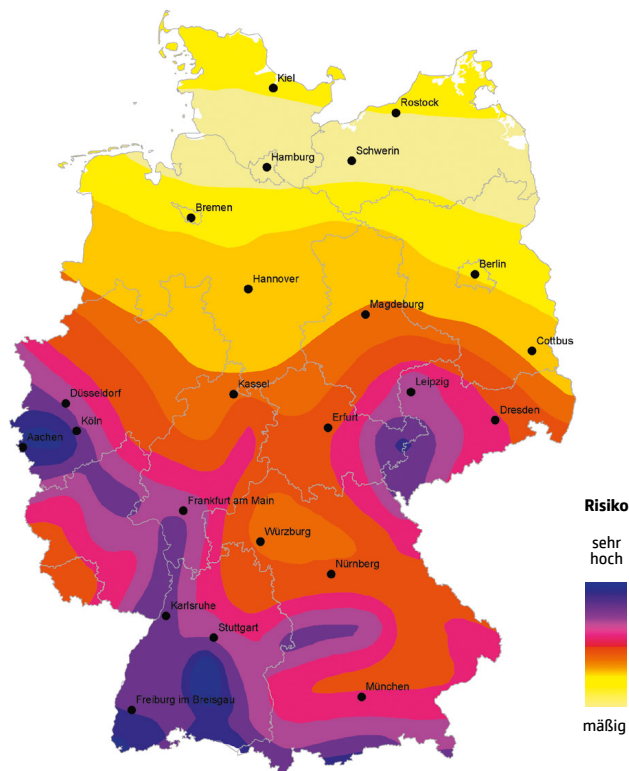 Kiel
Rostock
Hamburg
Schwerin
Bremen
Berlin
Hannover
Magdeburg
Cottbus
Kassel
Leipzig
Düsseldorf
Dresden
Köln
Erfurt
Aachen
Frankfurt am Main
Risiko
Würzburg
sehr
hoch
Nürnberg
Karlsruhe
Stuttgart
München
Freiburg im Breisgau
mäßig